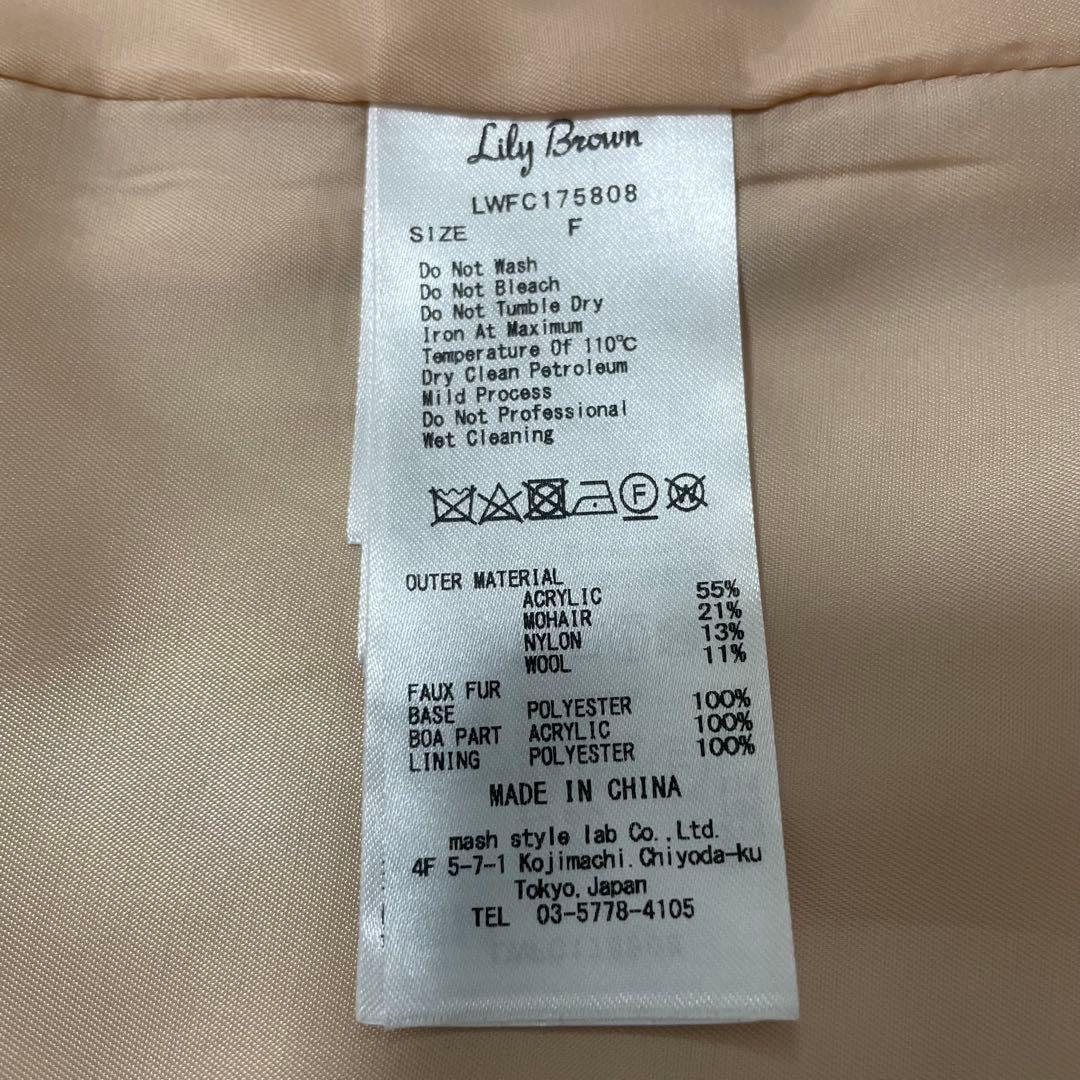 Lily Brown
LWFC175808
SIZE F
Do Not Wash
Do Not Bleach
Do Not Tumble Dry
Iron At Maximum
Temperature Of 110℃
Dry Clean Petroleum
Mild Process
Do Not Professional
Wet Cleaning
F W
OUTER MATERIAL
ACRYLIC 55%
MOHAIR 21%
NYLON 13%
WOOL 11%
FAUX FUR
BASE POLYESTER 100%
BOA PART ACRYLIC 100%
LINING POLYESTER 100%
MADE IN CHINA
mash style lab Co.,Ltd.
4F 5-7-1 Kojimachi.Chiyoda-ku
Tokyo,Japan
TEL 03-5778-4105